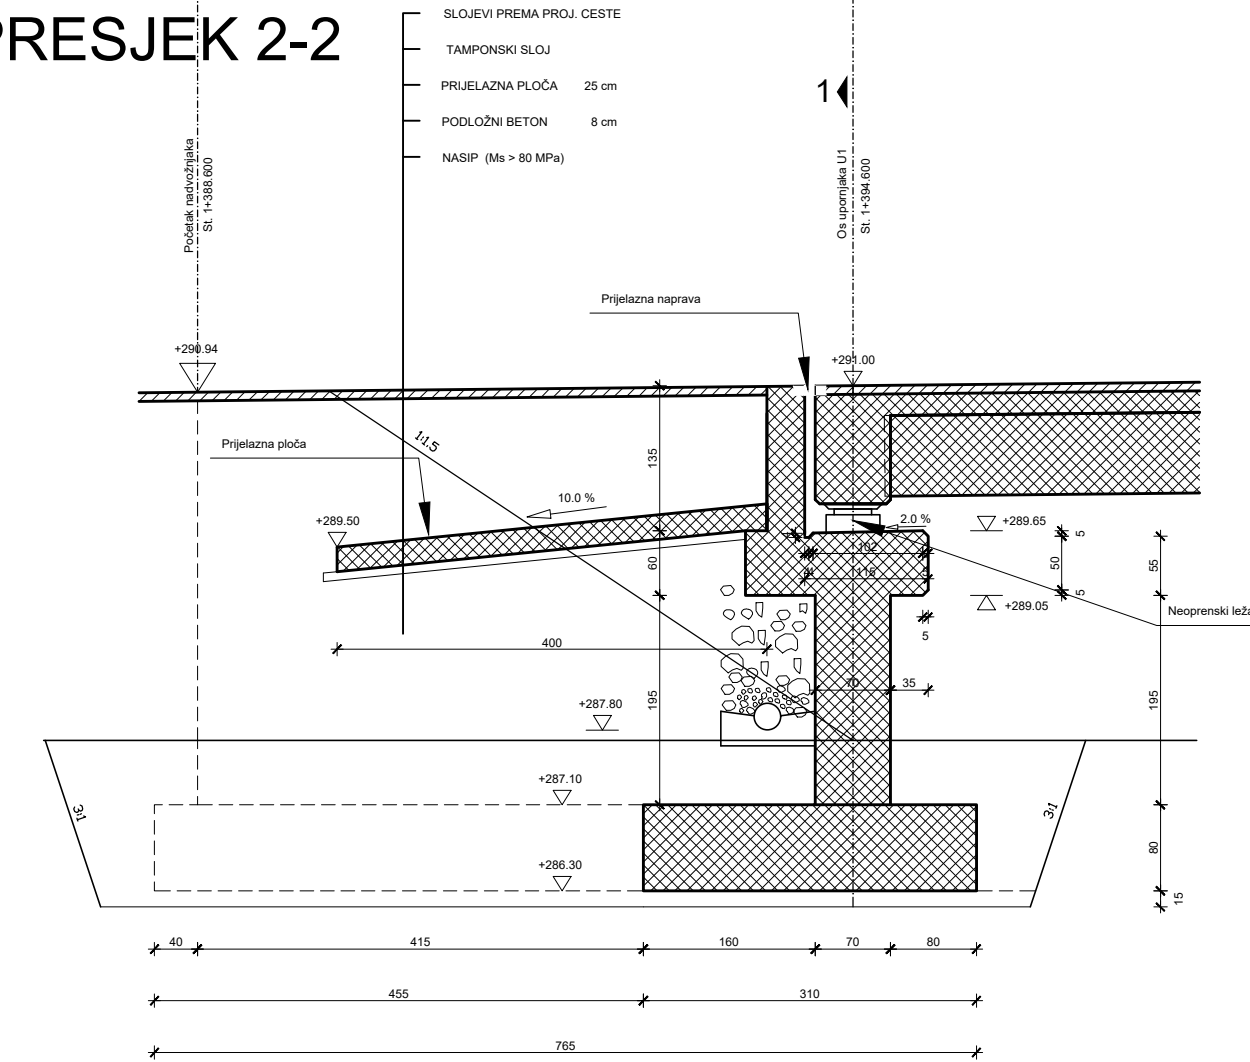 PRESJEK 2-2
SLOJEVI PREMA PROJ. CESTE
TAMPONSKI SLOJ
PRIJELAZNA PLOČA 25 cm
PODLOŽNI BETON 8 cm
NASIP (Ms > 80 MPa)
1
Početak nadvožnjaka
St. 1+388.600
Os upornjaka U1
St. 1+394.600
Prijelazna naprava
+290.94
+291.00
1:1.5
Prijelazna ploča
135
10.0 %
+289.50
2.0 %
+289.65
5
102
60
50
55
115
5
+289.05
Neoprenski
5
400
70
35
+287.80
195
195
+287.10
3:1
3:1
80
+286.30
15
40
415
160
70
80
455
310
765